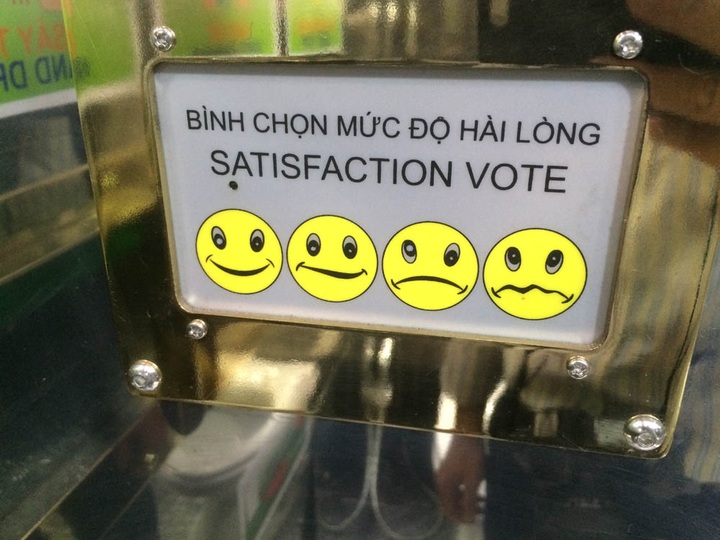 BÌNH CHỌN MỨC ĐỘ HÀI LÒNG
SATISFACTION VOTE